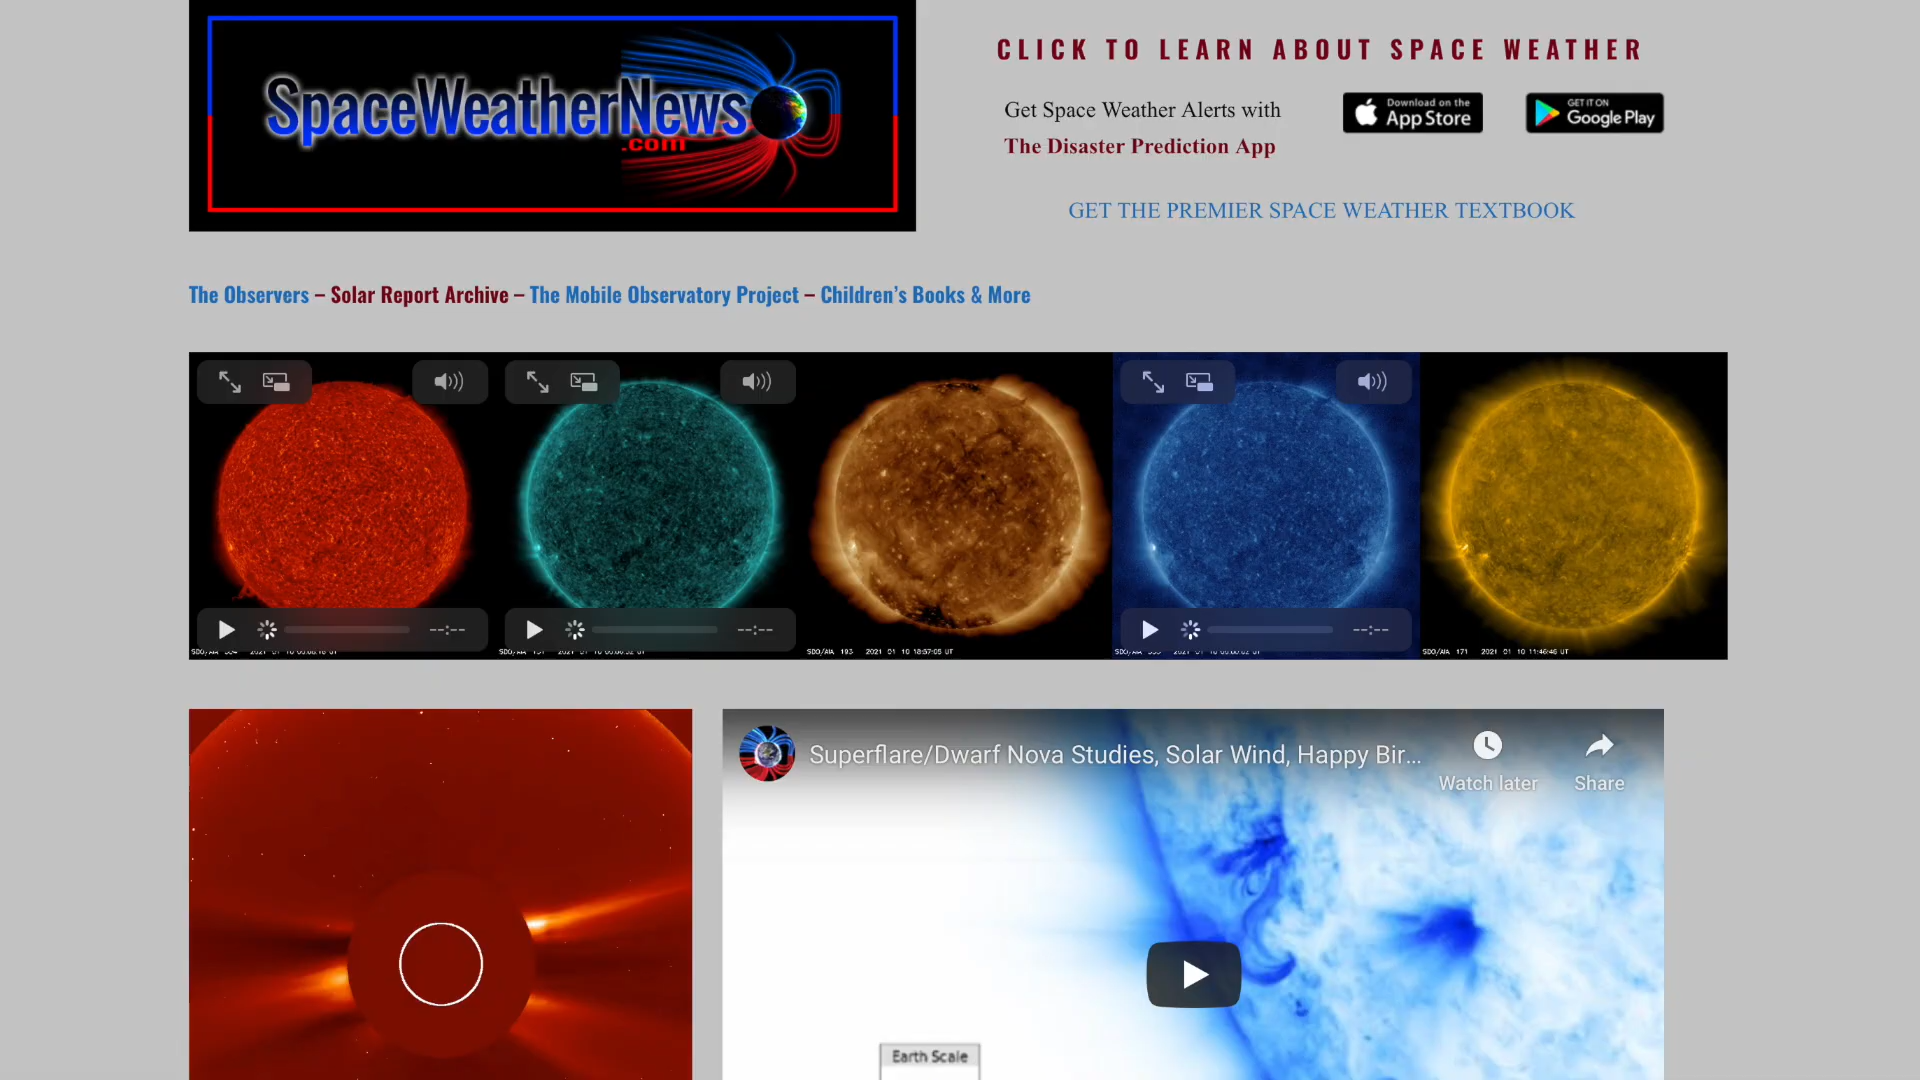 SpaceWeatherNews
.com
CLICK TO LEARN ABOUT SPACE WEATHER
Get Space Weather Alerts with
The Disaster Prediction App
Download on the
App Store
GET IT ON
Google Play
GET THE PREMIER SPACE WEATHER TEXTBOOK
The Observers – Solar Report Archive – The Mobile Observatory Project – Children's Books & More
--:--
--:--
--:--
SDO/AIA 193 2021 01 10 18:57:05 UT
SDO/AIA 171 2021 01 10 11:46:46 UT
Superflare/Dwarf Nova Studies, Solar Wind, Happy Bir...
Watch later
Share
Earth Scale